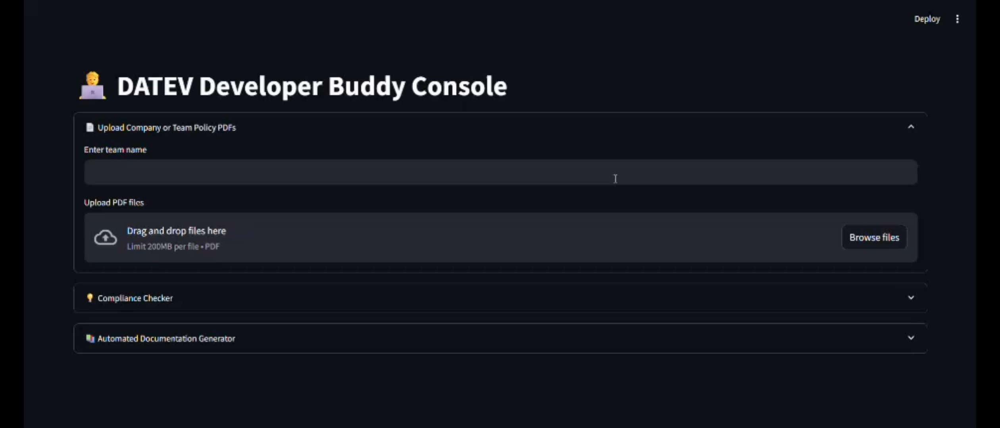 Deploy
DATEV Developer Buddy Console
Upload Company or Team Policy PDFs
Enter team name
Upload PDF files
Drag and drop files here
Limit 200MB per file • PDF
Browse files
Compliance Checker
Automated Documentation Generator